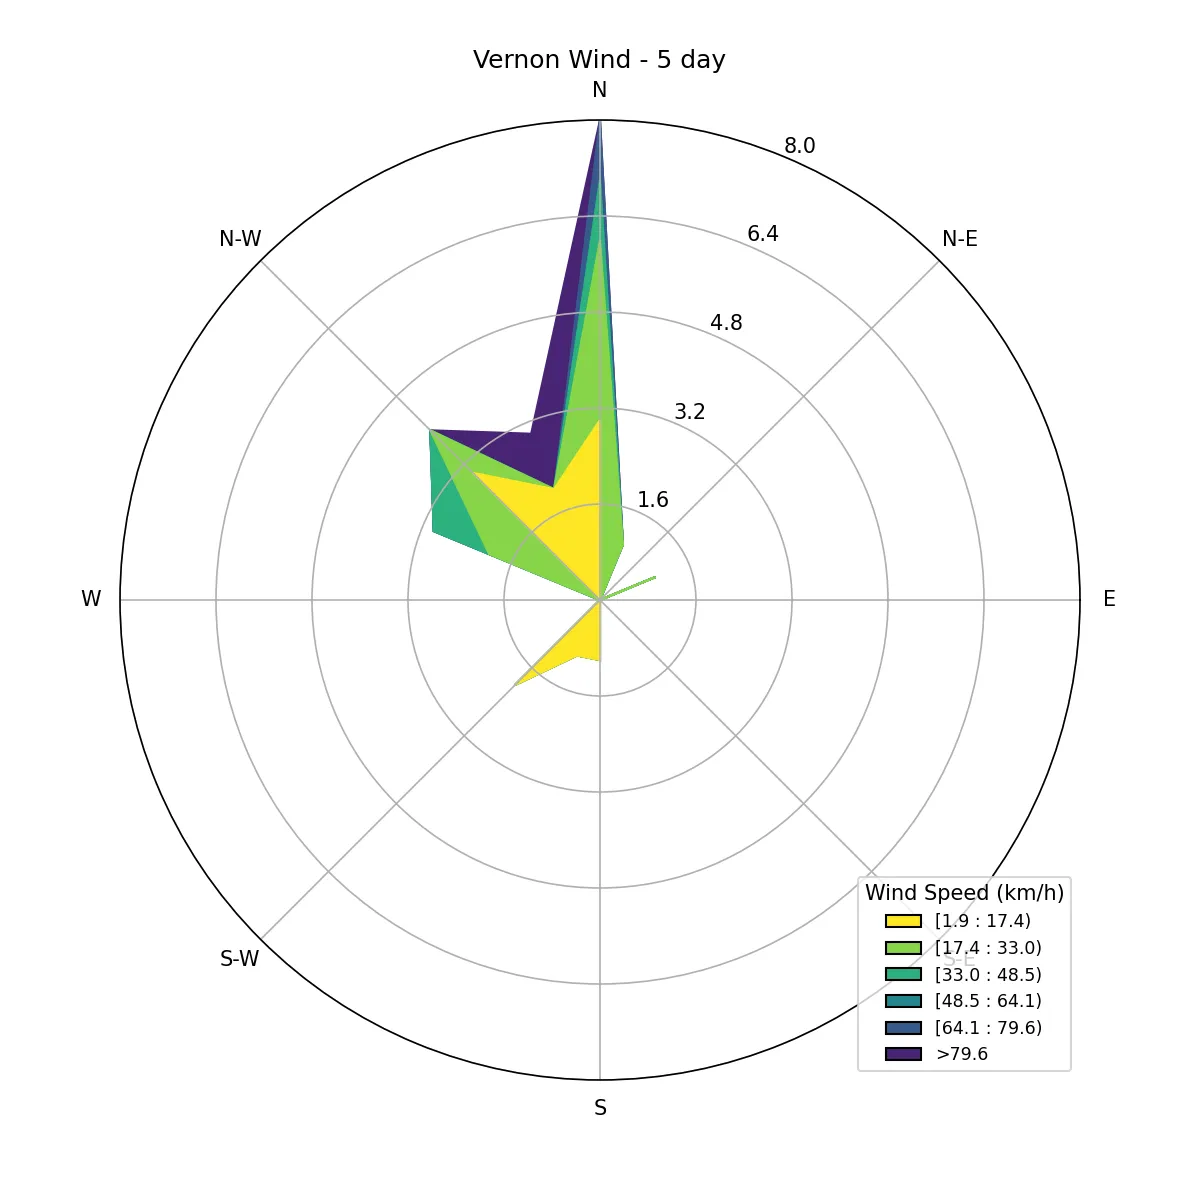 Vernon Wind - 5 day
N
8.0
N-W
6.4
N-E
4.8
3.2
1.6
W
E
Wind Speed (km/h)
[1.9 : 17.4)
[17.4 : 33.0)
S-W
S-E
[33.0 : 48.5)
[48.5 : 64.1)
[64.1 : 79.6)
>79.6
S